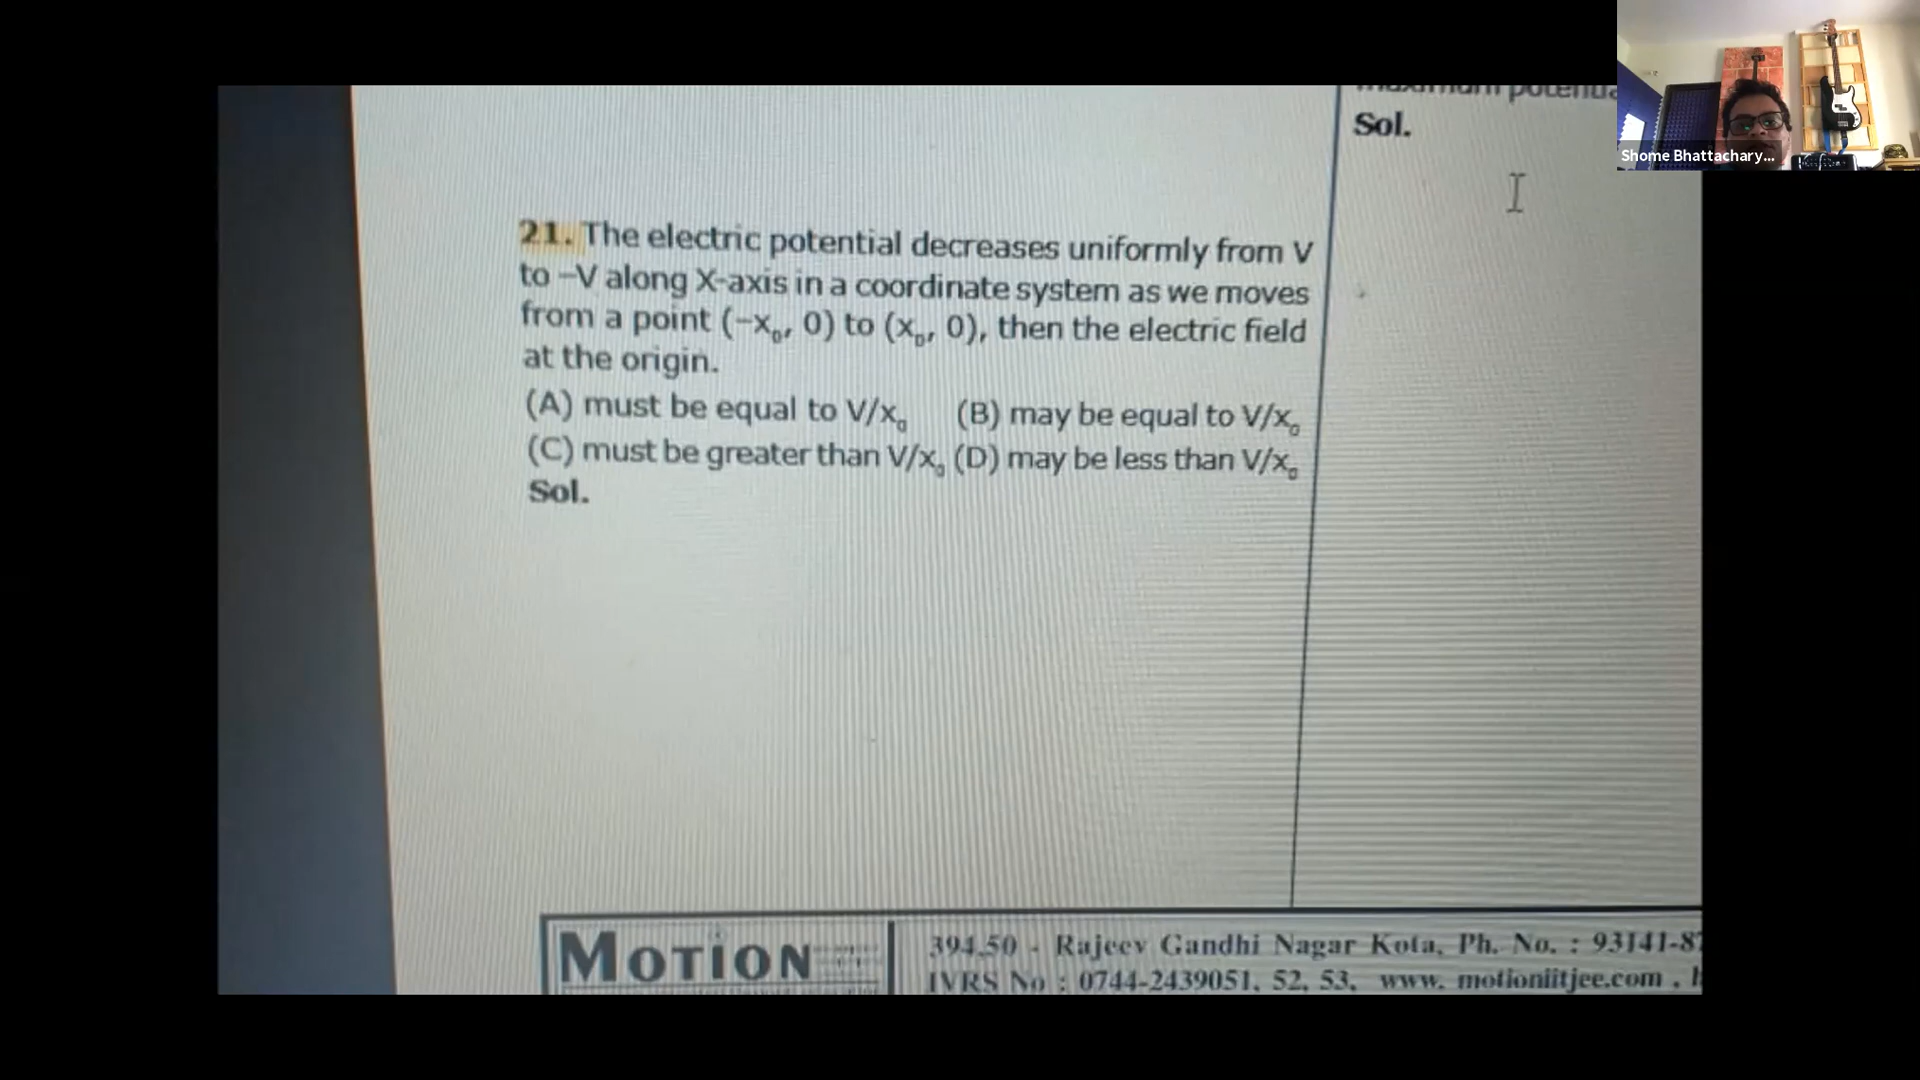 Sol.
Shome Bhattachary...
21. The electric potential decreases uniformly from V
to –V along X-axis in a coordinate system as we moves
from a point (–x₀, 0) to (x₀, 0), then the electric field
at the origin.
(A) must be equal to V/x₀ (B) may be equal to V/x₀
(C) must be greater than V/x₀ (D) may be less than V/x₀
Sol.
MOTION
394,50 - Rajeev Gandhi Nagar Kota, Ph. No. : 93141-8
IVRS No : 0744-2439051, 52, 53, www. motioniitjee.com ,